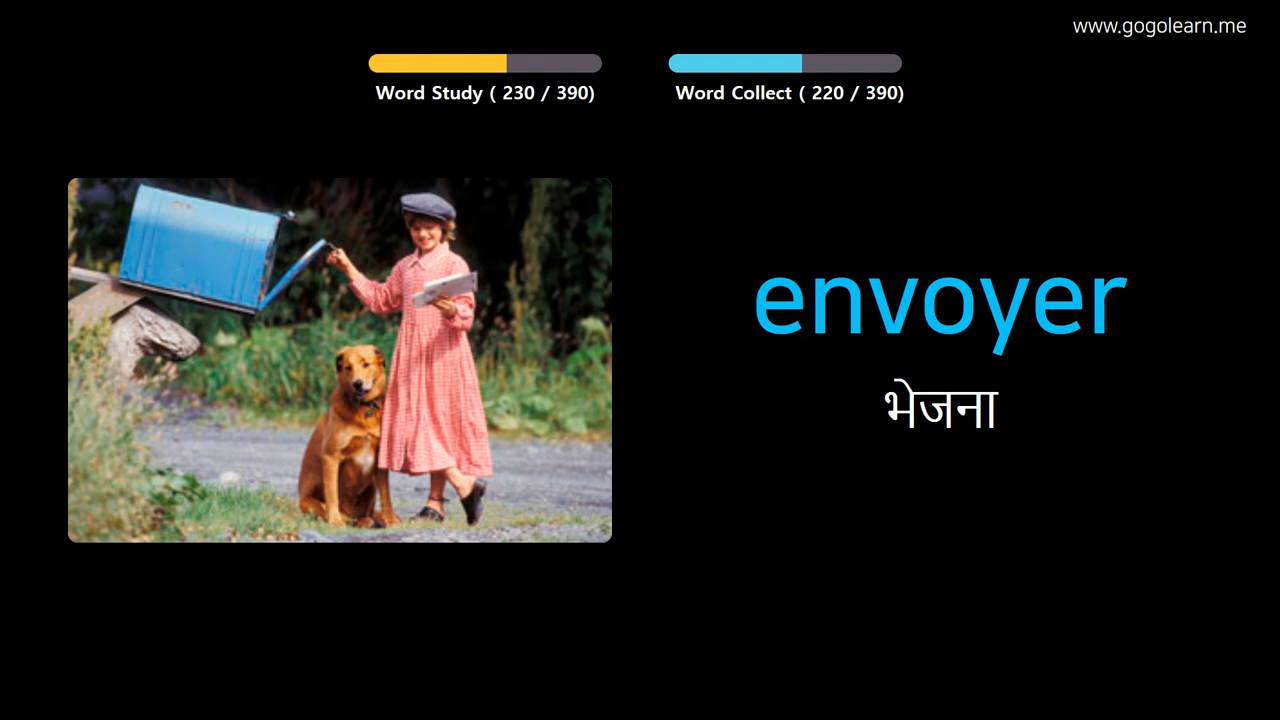 www.gogolearn.me
Word Study ( 230 / 390)
Word Collect ( 220 / 390)
envoyer
भेजना